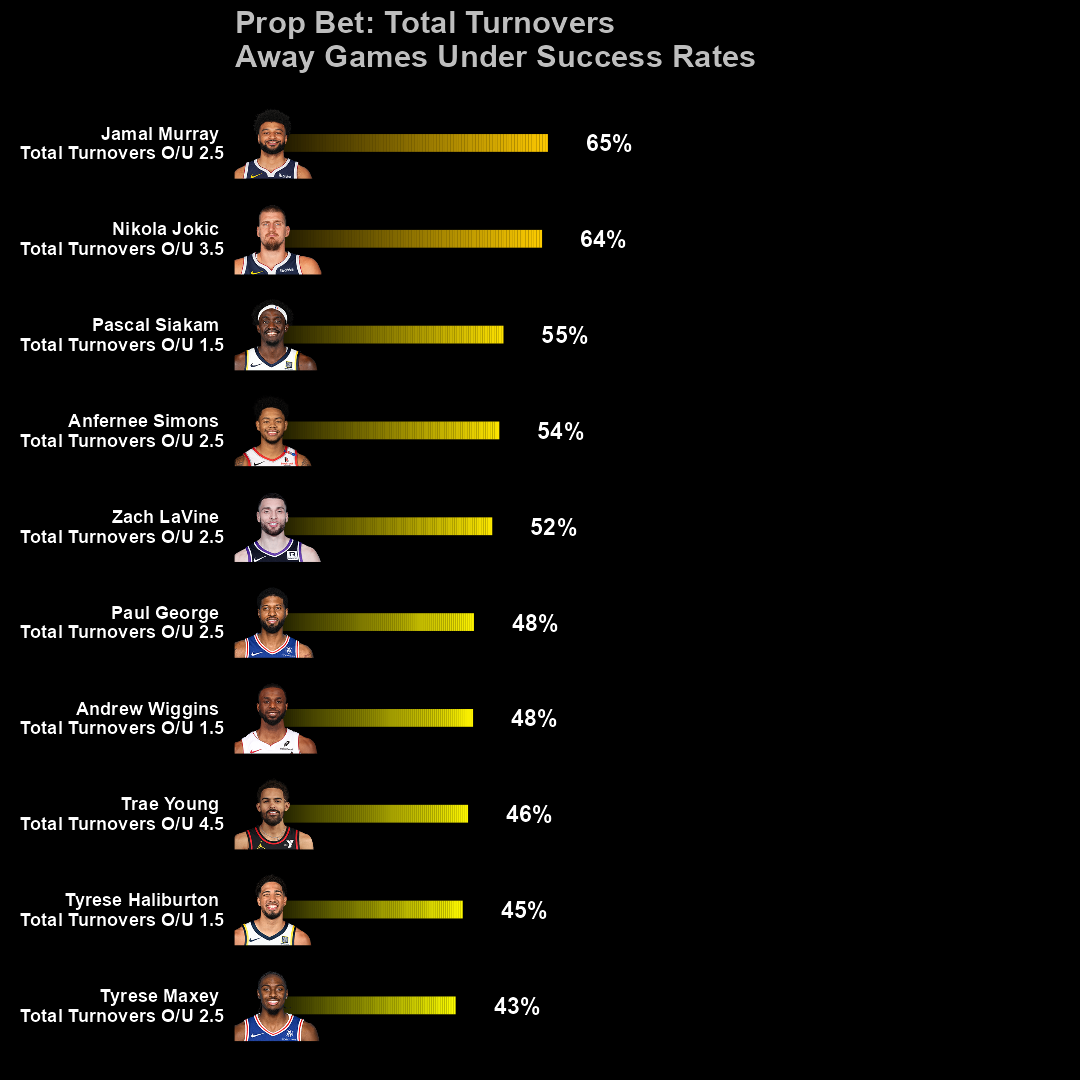 Prop Bet: Total Turnovers
Away Games Under Success Rates
Jamal Murray
Total Turnovers O/U 2.5
65%
Nikola Jokic
Total Turnovers O/U 3.5
64%
Pascal Siakam
Total Turnovers O/U 1.5
55%
Anfernee Simons
Total Turnovers O/U 2.5
54%
Zach LaVine
Total Turnovers O/U 2.5
52%
Paul George
Total Turnovers O/U 2.5
48%
Andrew Wiggins
Total Turnovers O/U 1.5
48%
Trae Young
Total Turnovers O/U 4.5
46%
Tyrese Haliburton
Total Turnovers O/U 1.5
45%
Tyrese Maxey
Total Turnovers O/U 2.5
43%